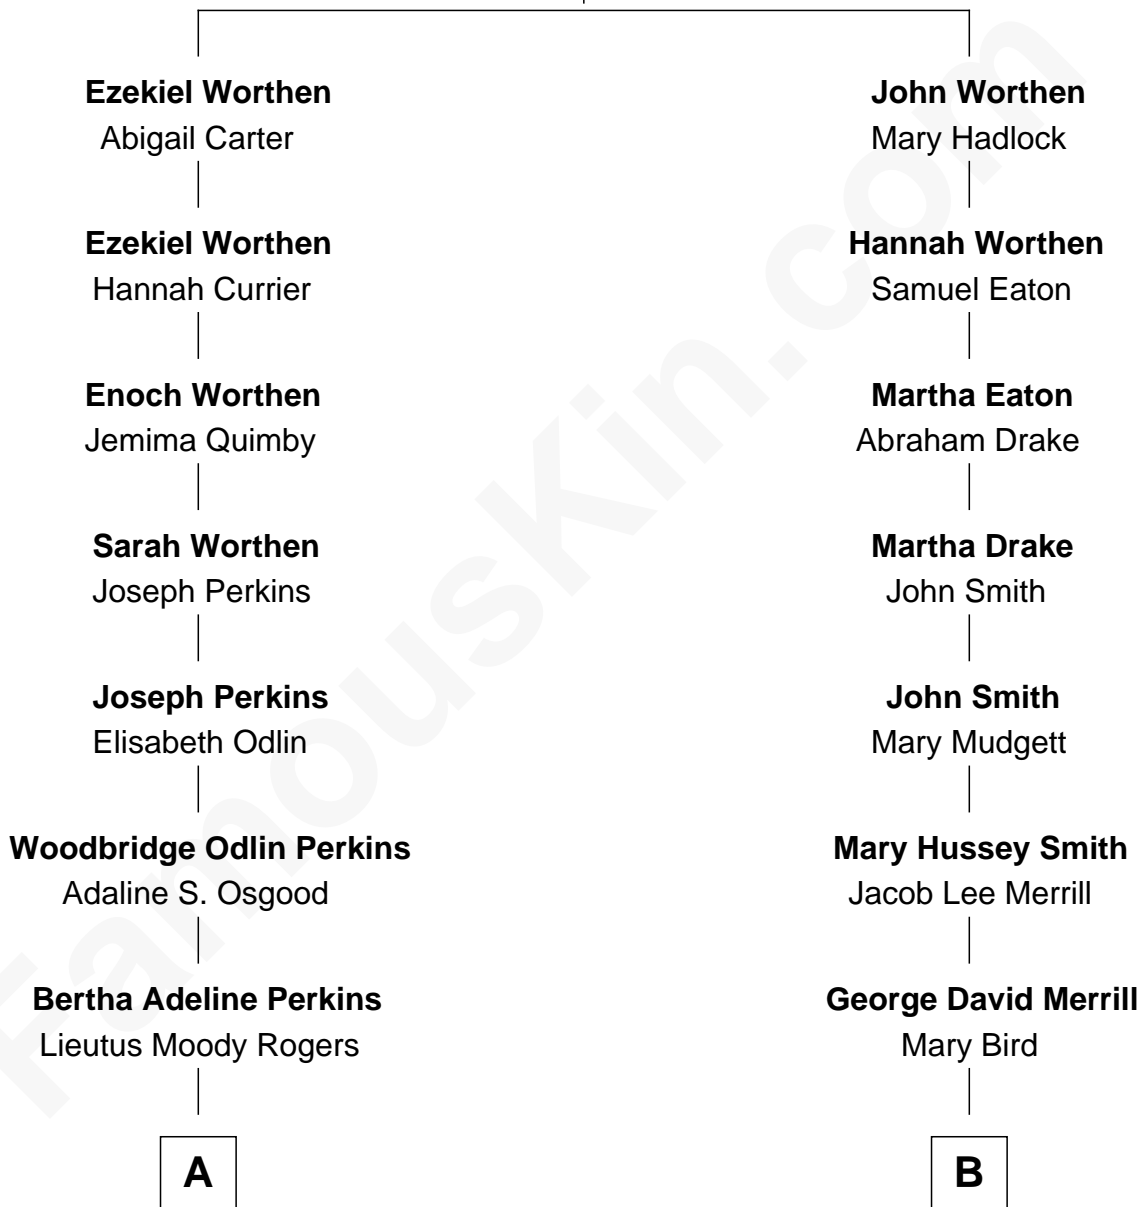 Ezekiel Worthen
Abigail Carter
John Worthen
Mary Hadlock
Ezekiel Worthen
Hannah Currier
Hannah Worthen
Samuel Eaton
Enoch Worthen
Jemima Quimby
Martha Eaton
Abraham Drake
Sarah Worthen
Joseph Perkins
Martha Drake
John Smith
Joseph Perkins
Elisabeth Odlin
John Smith
Mary Mudgett
Woodbridge Odlin Perkins
Adaline S. Osgood
Mary Hussey Smith
Jacob Lee Merrill
Bertha Adeline Perkins
Lieutus Moody Rogers
George David Merrill
Mary Bird
A
B
FamousKin.com